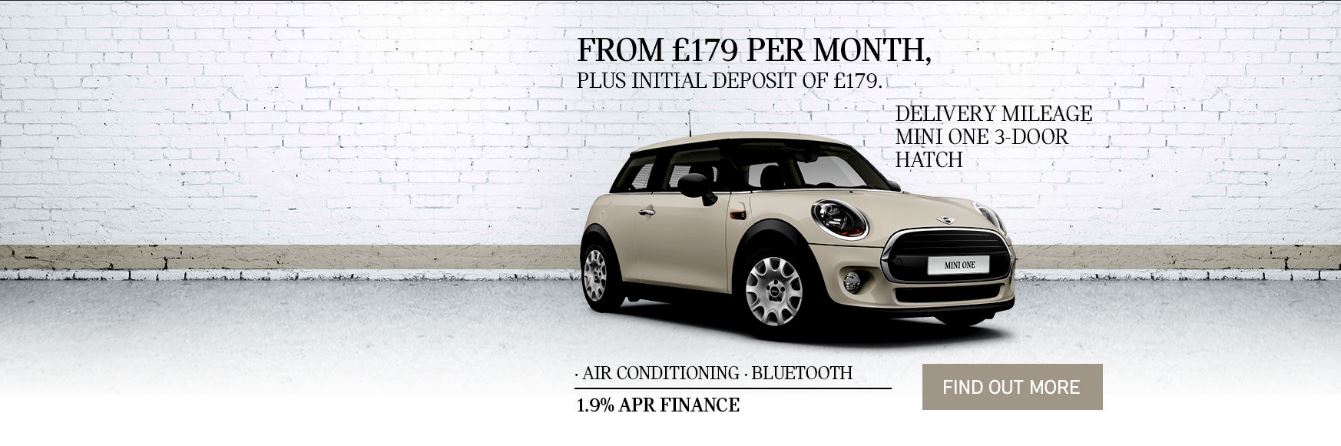 FROM £179 PER MONTH,
PLUS INITIAL DEPOSIT OF £179.
DELIVERY MILEAGE
MINI ONE 3-DOOR
HATCH
MINI ONE
· AIR CONDITIONING · BLUETOOTH
1.9% APR FINANCE
FIND OUT MORE